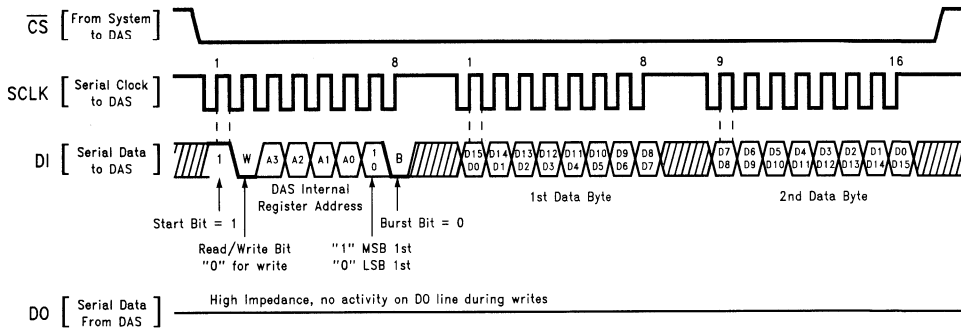 CS [ From System
to DAS ]
1 8 1 8 9 16
SCLK [ Serial Clock
to DAS ]
DI [ Serial Data
to DAS ]
1 W A3 A2 A1 A0 1 B D15 D14 D13 D12 D11 D10 D9 D8 D7 D6 D5 D4 D3 D2 D1 D0
0 D0 D1 D2 D3 D4 D5 D6 D7 D8 D9 D10 D11 D12 D13 D14 D15
DAS Internal
Register Address
1st Data Byte
2nd Data Byte
Start Bit = 1
Burst Bit = 0
Read/Write Bit
"0" for write
"1" MSB 1st
"0" LSB 1st
High Impedance, no activity on DO line during writes
DO [ Serial Data
From DAS ]